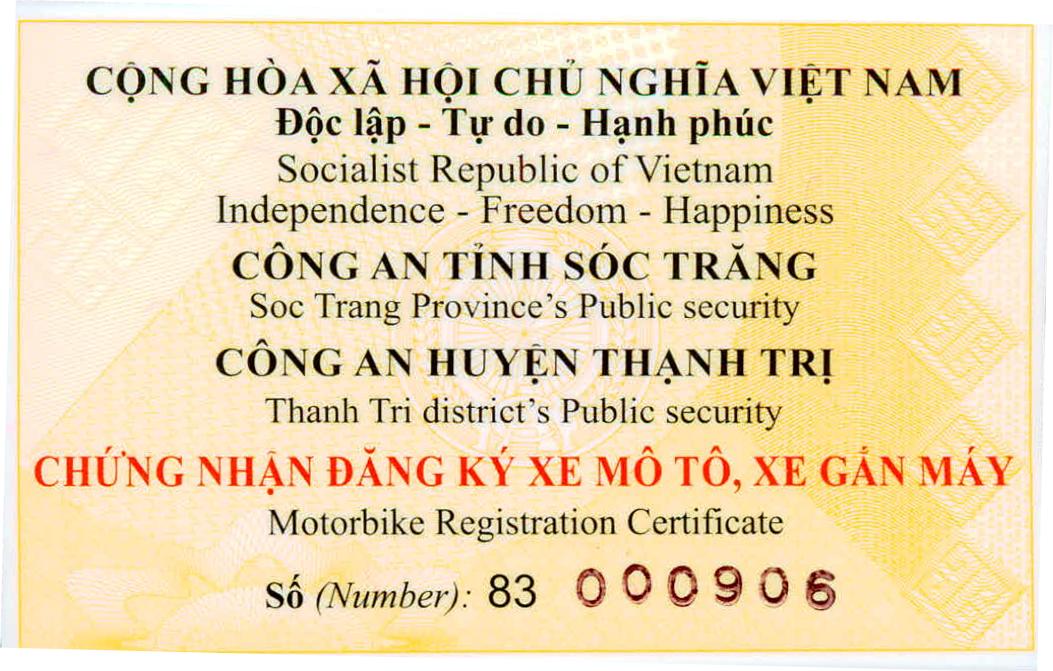 CỘNG HÒA XÃ HỘI CHỦ NGHĨA VIỆT NAM
Độc lập - Tự do - Hạnh phúc
Socialist Republic of Vietnam
Independence - Freedom - Happiness
CÔNG AN TỈNH SÓC TRĂNG
Soc Trang Province's Public security
CÔNG AN HUYỆN THẠNH TRỊ
Thanh Tri district's Public security
CHỨNG NHẬN ĐĂNG KÝ XE MÔ TÔ, XE GẮN MÁY
Motorbike Registration Certificate
Số (Number): 83 000906